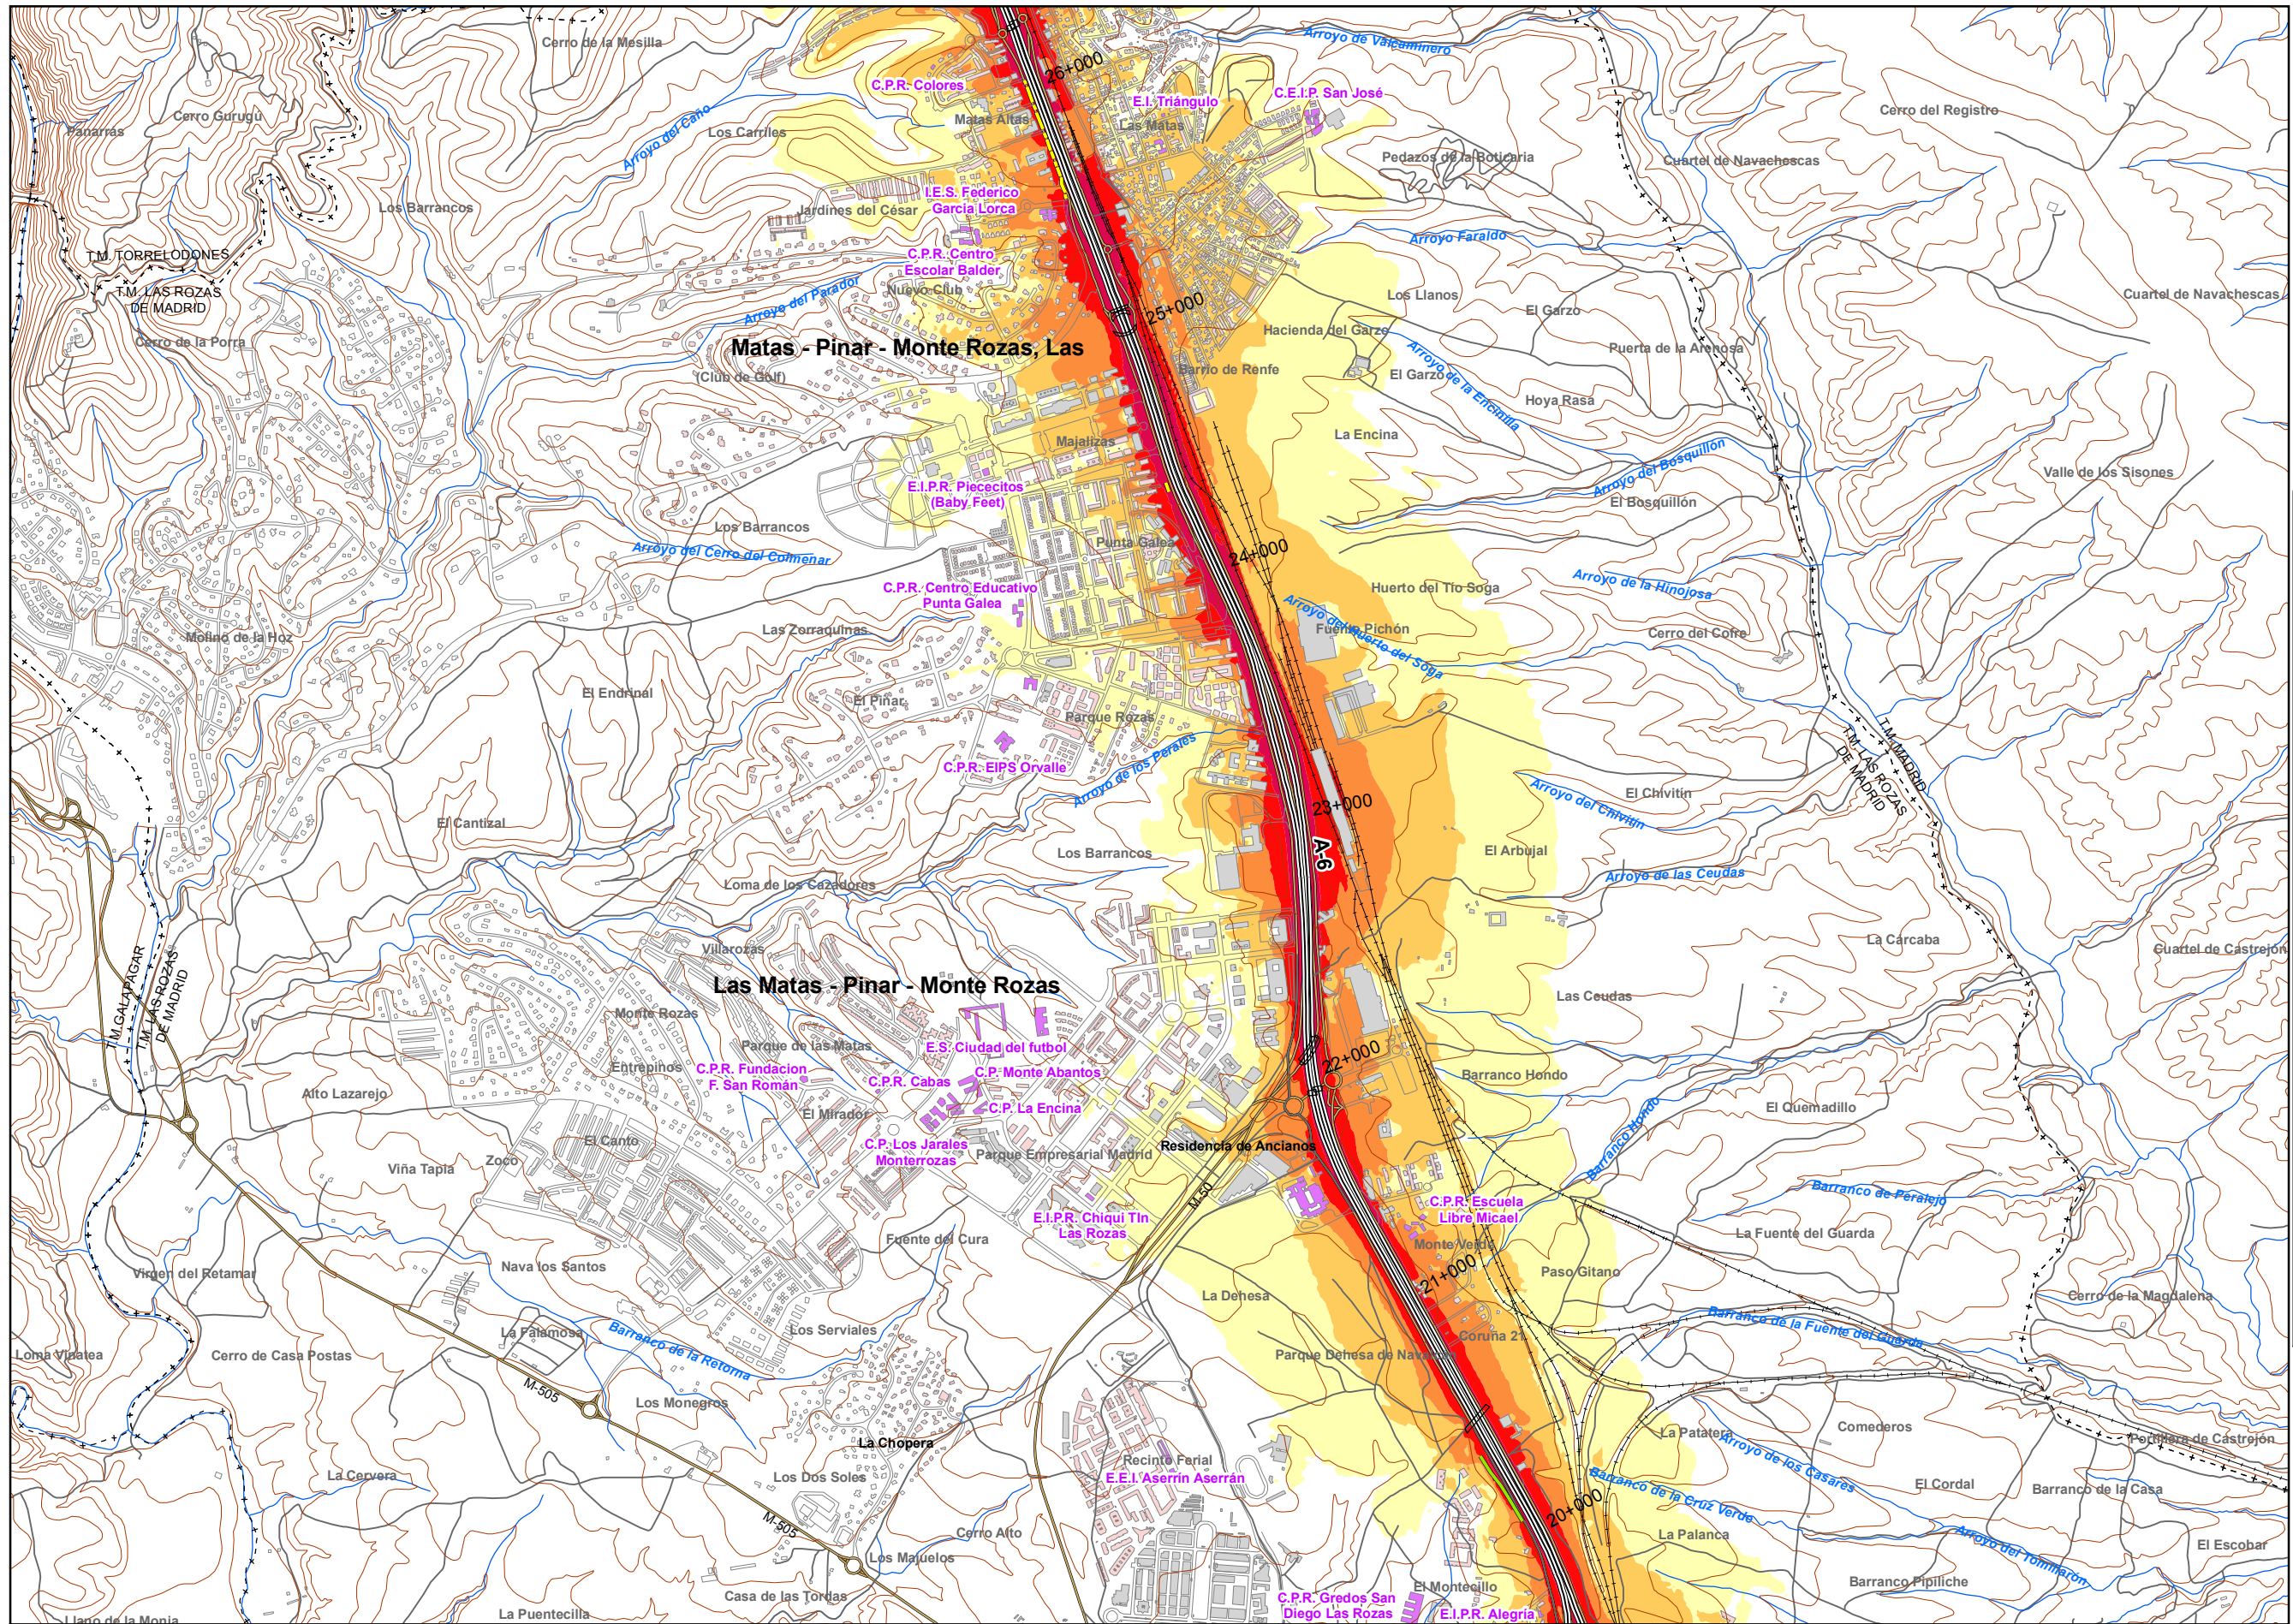 Cerro de la Mesilla
Arroyo de Valcaminero
26+000
C.P.R. Colores
E.I. Triángulo
C.E.I.P. San José
Cerro Gurugú
Panarrás
Los Carriles
Arroyo del Caño
Matas Altas
Las Matas
Cerro del Registro
Pedazos de la Boticaria
Cuartel de Navachescas
I.E.S. Federico
García Lorca
Los Barrancos
Jardines del César
Arroyo Faraldo
T.M. TORRELODONES
T.M. LAS ROZAS
DE MADRID
C.P.R. Centro
Escolar Balder
Nuevo Club
Arroyo del Parador
25+000
Los Llanos
El Garzo
Cuartel de Navachescas
Cerro de la Porra
Matas - Pinar - Monte Rozas, Las
Hacienda del Garzo
Puerta de la Arenosa
(Club de Golf)
Barrio de Renfe
El Garzo
Arroyo de la Encinilla
Hoya Rasa
Majalizas
La Encina
Arroyo del Bosquillón
Valle de los Sisones
E.I.P.R. Piececitos
(Baby Feet)
El Bosquillón
Los Barrancos
Punta Galea
24+000
Arroyo del Cerro del Colmenar
C.P.R. Centro Educativo
Punta Galea
Huerto del Tío Soga
Arroyo de la Hinojosa
Las Zorraquinas
Molino de la Hoz
Fuente Pichón
Arroyo del Huerto del Soga
Cerro del Cofre
El Endrinal
El Pinar
Parque Rozas
Arroyo de los Perales
C.P.R. EIPS Orvalle
T.M. MADRID
T.M. LAS ROZAS
DE MADRID
23+000
El Chivitín
Arroyo del Chivitín
El Cantizal
A-6
Los Barrancos
El Arbujal
Loma de los Cazadores
Arroyo de las Ceudas
Villarozas
La Cárcaba
Cuartel de Castrejón
Las Matas - Pinar - Monte Rozas
Las Ceudas
T.M. GALAPAGAR
T.M. LAS ROZAS
DE MADRID
Monte Rozas
Parque de las Matas
E.S. Ciudad del futbol
22+000
Entrepinos
C.P.R. Fundacion
F. San Román
C.P.R. Cabas
C.P. Monte Abantos
Barranco Hondo
Alto Lazarejo
El Mirador
C.P. La Encina
El Quemadillo
El Canto
C.P. Los Jarales
Monterrozas
Parque Empresarial Madrid
Residencia de Ancianos
Barranco Hondo
Viña Tapia
Zoco
M-50
C.P.R. Escuela
Libre Micael
Barranco de Peralejo
E.I.P.R. Chiqui TIn
Las Rozas
Fuente del Cura
La Fuente del Guarda
Monte Verde
Virgen del Retamar
Nava los Santos
21+000
Paso Gitano
La Dehesa
Cerro de la Magdalena
La Falamosa
Los Serviales
Barranco de la Retorna
Coruña 21
Barranco de la Fuente del Guarda
Loma Vinatea
Cerro de Casa Postas
Parque Dehesa de Nava
M-505
Los Monegros
La Chopera
La Patatera
Comederos
Portillera de Castrejón
La Cervera
Los Dos Soles
Recinto Ferial
E.E.I. Aserrín Aserrán
Arroyo de los Casares
Barranco de la Cruz Verde
El Cordal
Barranco de la Casa
M-505
Cerro Alto
20+000
La Palanca
Arroyo del Tomillarón
El Escobar
Los Majuelos
Casa de las Tordas
El Montecillo
Barranco Pipiliche
C.P.R. Gredos San
Diego Las Rozas
E.I.P.R. Alegría
La Puentecilla
Llano de la Monja